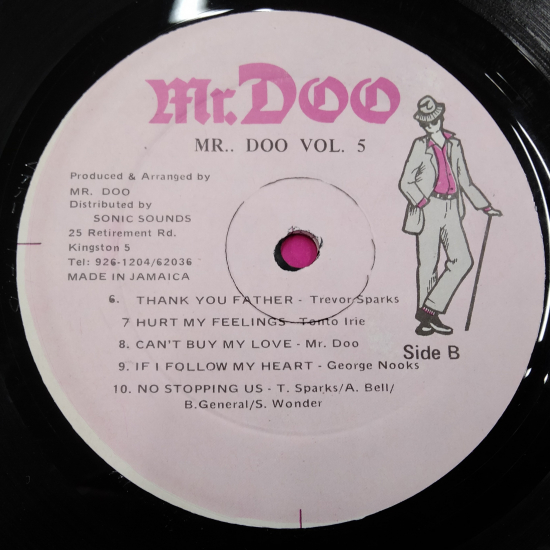 Mr. DOO
MR.. DOO VOL. 5
Produced & Arranged by
MR. DOO
Distributed by
SONIC SOUNDS
25 Retirement Rd.
Kingston 5
Tel: 926-1204/62036
MADE IN JAMAICA
6. THANK YOU FATHER - Trevor Sparks
7 HURT MY FEELINGS - Tonto Irie
8. CAN'T BUY MY LOVE - Mr. Doo
Side B
9. IF I FOLLOW MY HEART - George Nooks
10. NO STOPPING US - T. Sparks/A. Bell/
B.General/S. Wonder